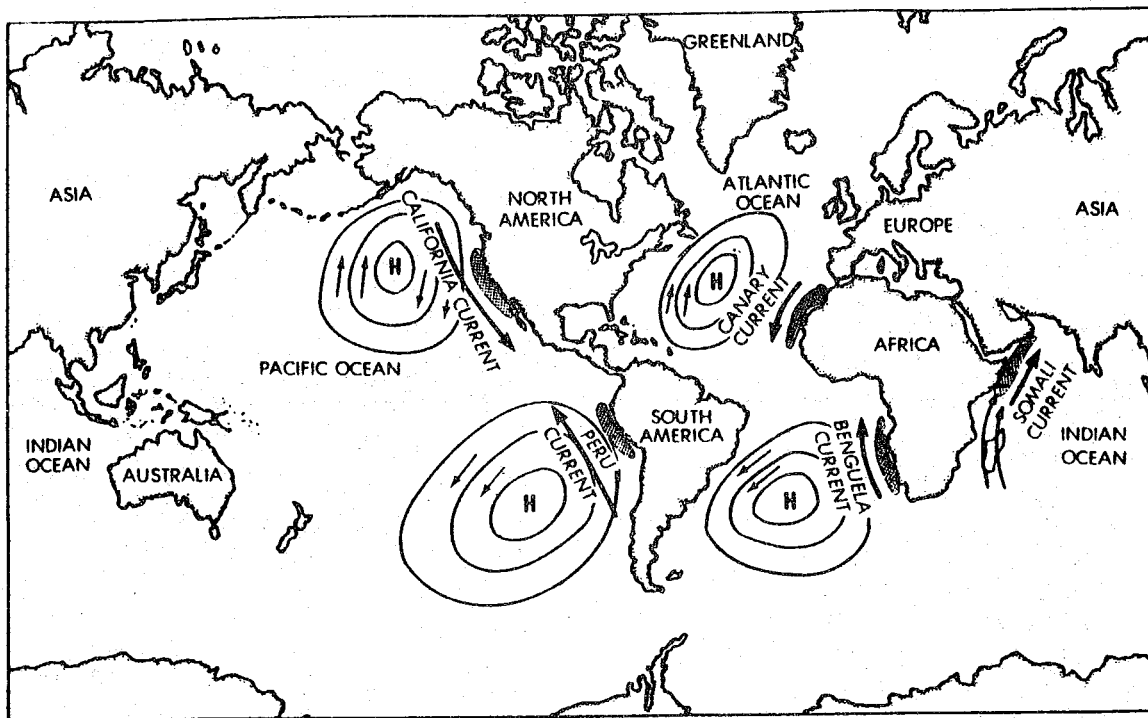 GREENLAND
ASIA
NORTH
AMERICA
ATLANTIC
OCEAN
EUROPE
ASIA
H
CALIFORNIA CURRENT
H
CANARY
CURRENT
AFRICA
PACIFIC OCEAN
SOUTH
AMERICA
SOMALI
CURRENT
INDIAN
OCEAN
AUSTRALIA
PERU
CURRENT
H
BENGUELA
CURRENT
H
INDIAN
OCEAN